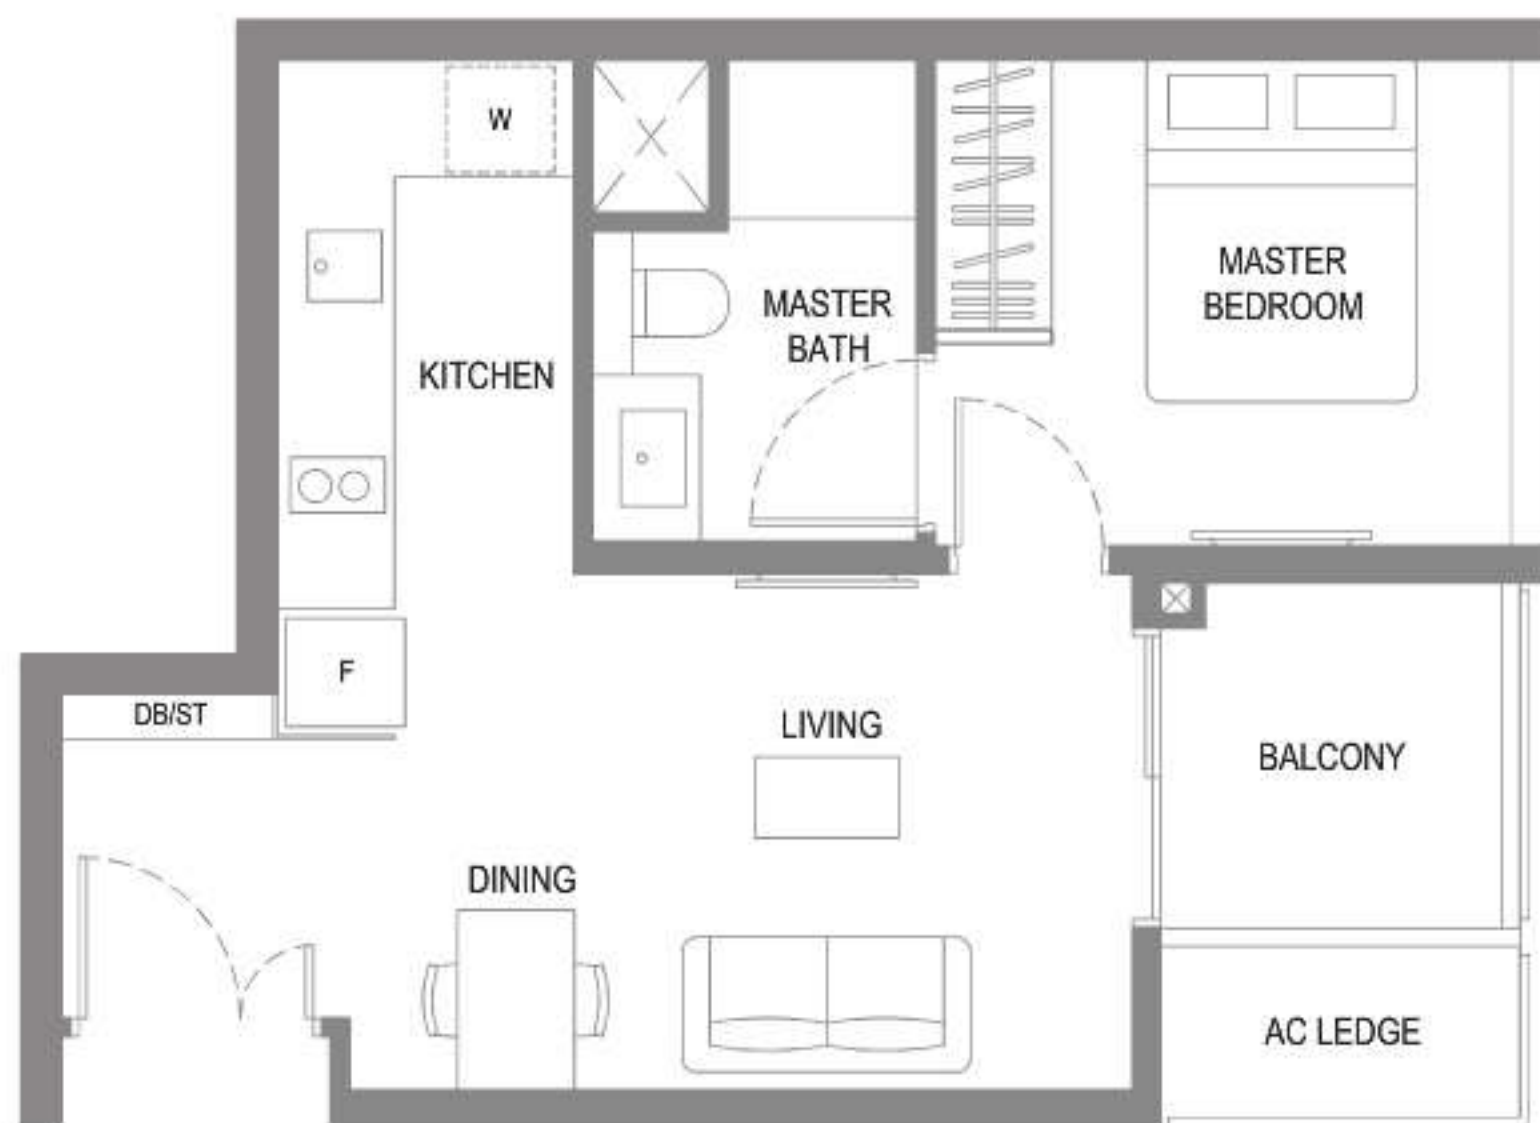 W
MASTER
BEDROOM
MASTER
BATH
KITCHEN
F
DB/ST
LIVING
BALCONY
DINING
AC LEDGE